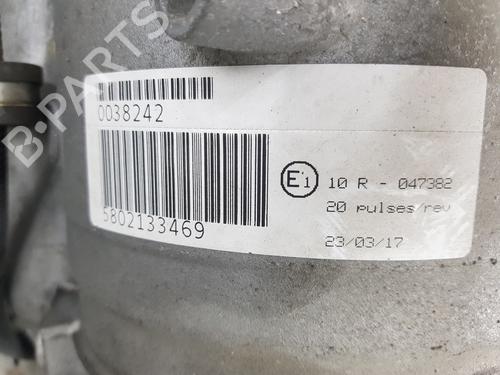 B-PARTS
0038242
5802133469
E1
10 R - 047382
20 pulses/rev
23/03/17